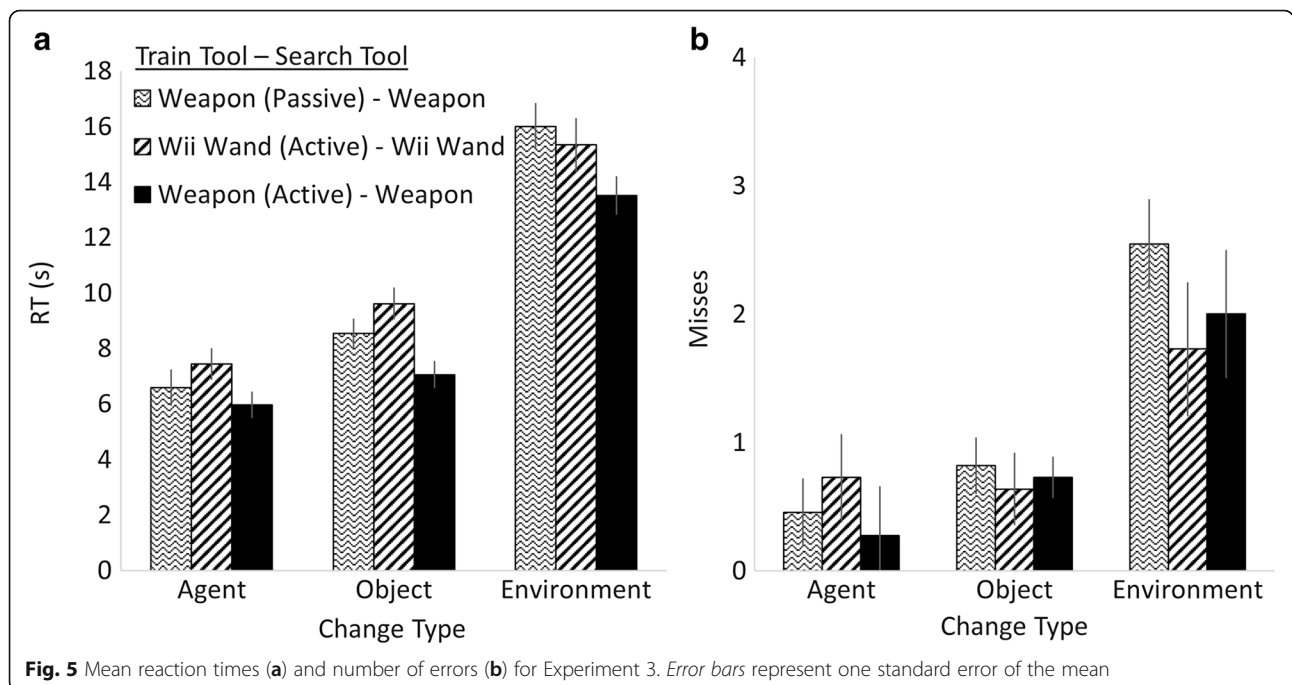 a
Train Tool – Search Tool
Weapon (Passive) - Weapon
Wii Wand (Active) - Wii Wand
Weapon (Active) - Weapon
18
16
14
12
10
8
6
4
2
0
RT (s)
Agent Object Environment
Change Type
b
4
3
2
1
0
Misses
Agent Object Environment
Change Type
Fig. 5 Mean reaction times (a) and number of errors (b) for Experiment 3. Error bars represent one standard error of the mean